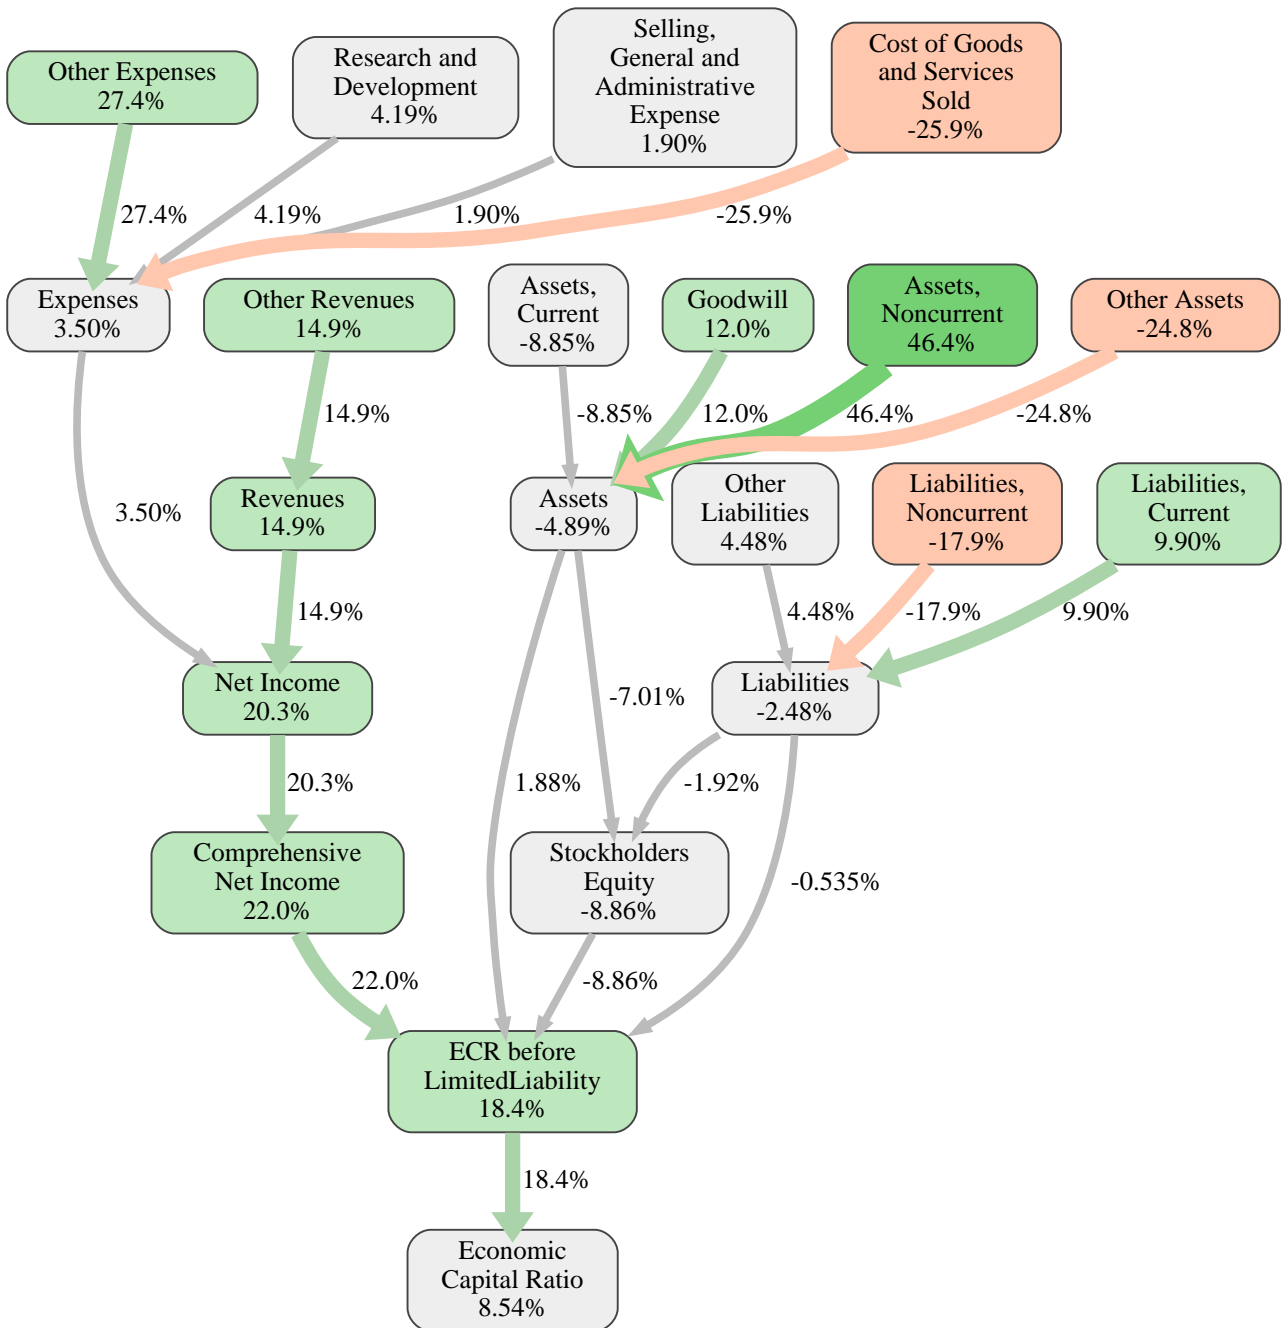 Other Expenses
27.4%
Research and
Development
4.19%
Selling,
General and
Administrative
Expense
1.90%
Cost of Goods
and Services
Sold
-25.9%
27.4%
4.19%
1.90%
-25.9%
Expenses
3.50%
Other Revenues
14.9%
Assets,
Current
-8.85%
Goodwill
12.0%
Assets,
Noncurrent
46.4%
Other Assets
-24.8%
14.9%
-8.85%
12.0%
46.4%
-24.8%
3.50%
Revenues
14.9%
Assets
-4.89%
Other
Liabilities
4.48%
Liabilities,
Noncurrent
-17.9%
Liabilities,
Current
9.90%
14.9%
4.48%
-17.9%
9.90%
Net Income
20.3%
-7.01%
Liabilities
-2.48%
20.3%
1.88%
-1.92%
Comprehensive
Net Income
22.0%
Stockholders
Equity
-8.86%
-0.535%
22.0%
-8.86%
ECR before
LimitedLiability
18.4%
18.4%
Economic
Capital Ratio
8.54%